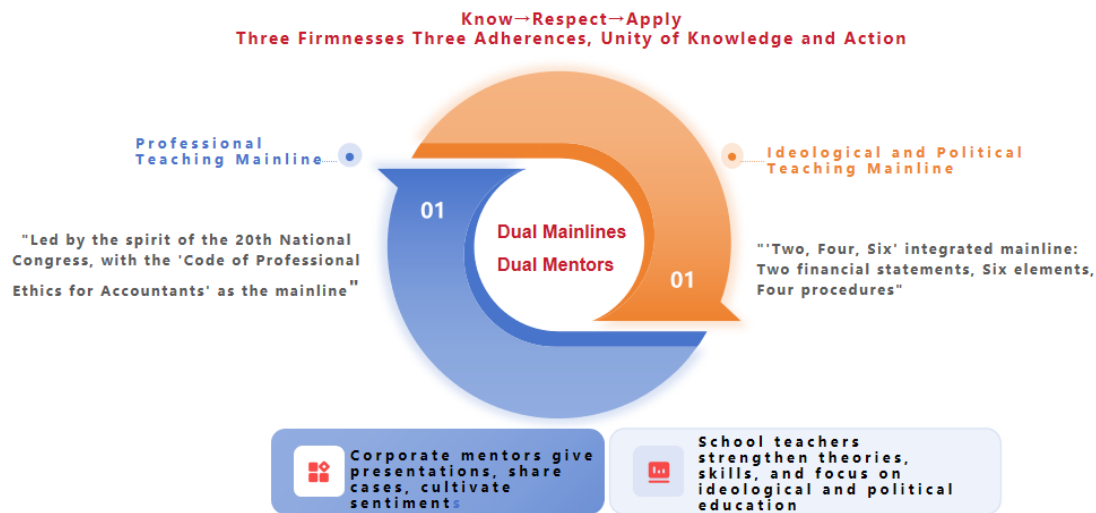 Know→Respect→Apply
Three Firmnesses Three Adherences, Unity of Knowledge and Action
Professional
Teaching Mainline
Ideological and Political
Teaching Mainline
01
"Led by the spirit of the 20th National
Congress, with the 'Code of Professional
Ethics for Accountants' as the mainline"
Dual Mainlines
Dual Mentors
01
"'Two, Four, Six' integrated mainline:
Two financial statements, Six elements,
Four procedures"
Corporate mentors give
presentations, share
cases, cultivate
sentiments
School teachers
strengthen theories,
skills, and focus on
ideological and political
education